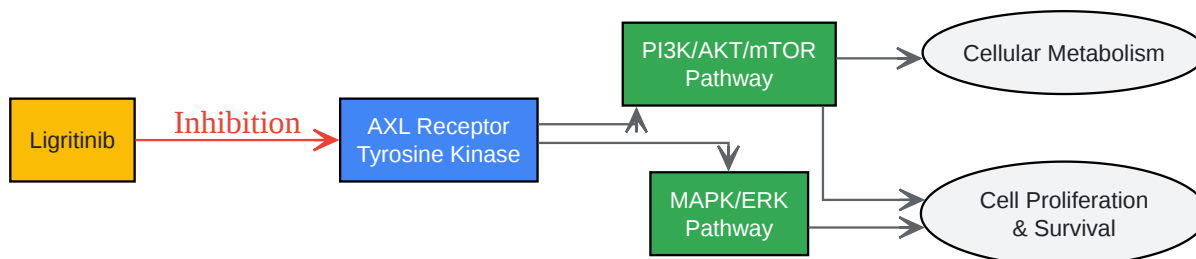 Ligritinib
Inhibition
AXL Receptor
Tyrosine Kinase
PI3K/AKT/mTOR
Pathway
MAPK/ERK
Pathway
Cellular Metabolism
Cell Proliferation
& Survival